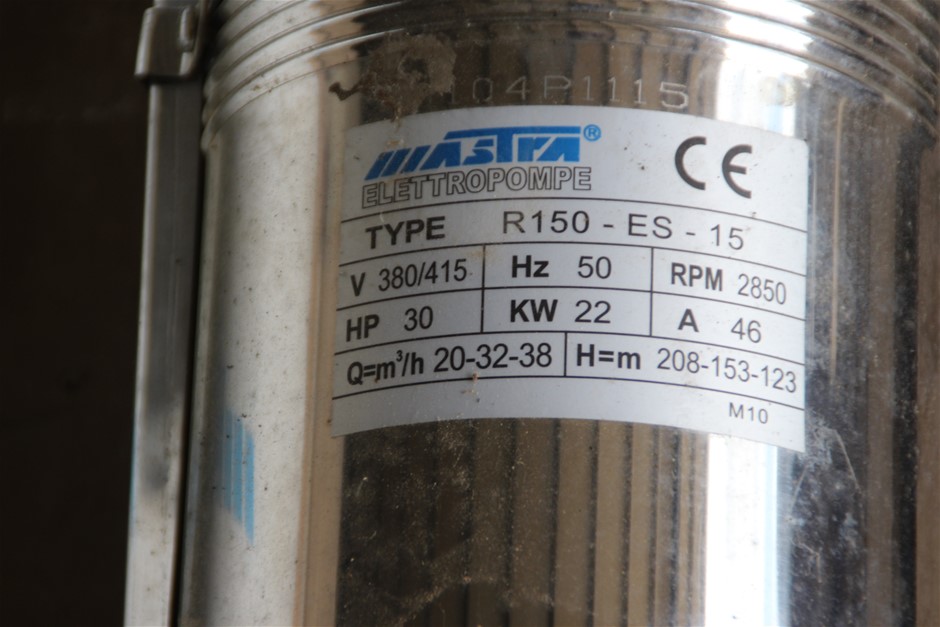 104P1115
MASTRA®
ELETTROPOMPE
CE
TYPE R150 - ES - 15
V 380/415 Hz 50 RPM 2850
HP 30 KW 22 A 46
Q=m³/h 20-32-38 H=m 208-153-123
M10